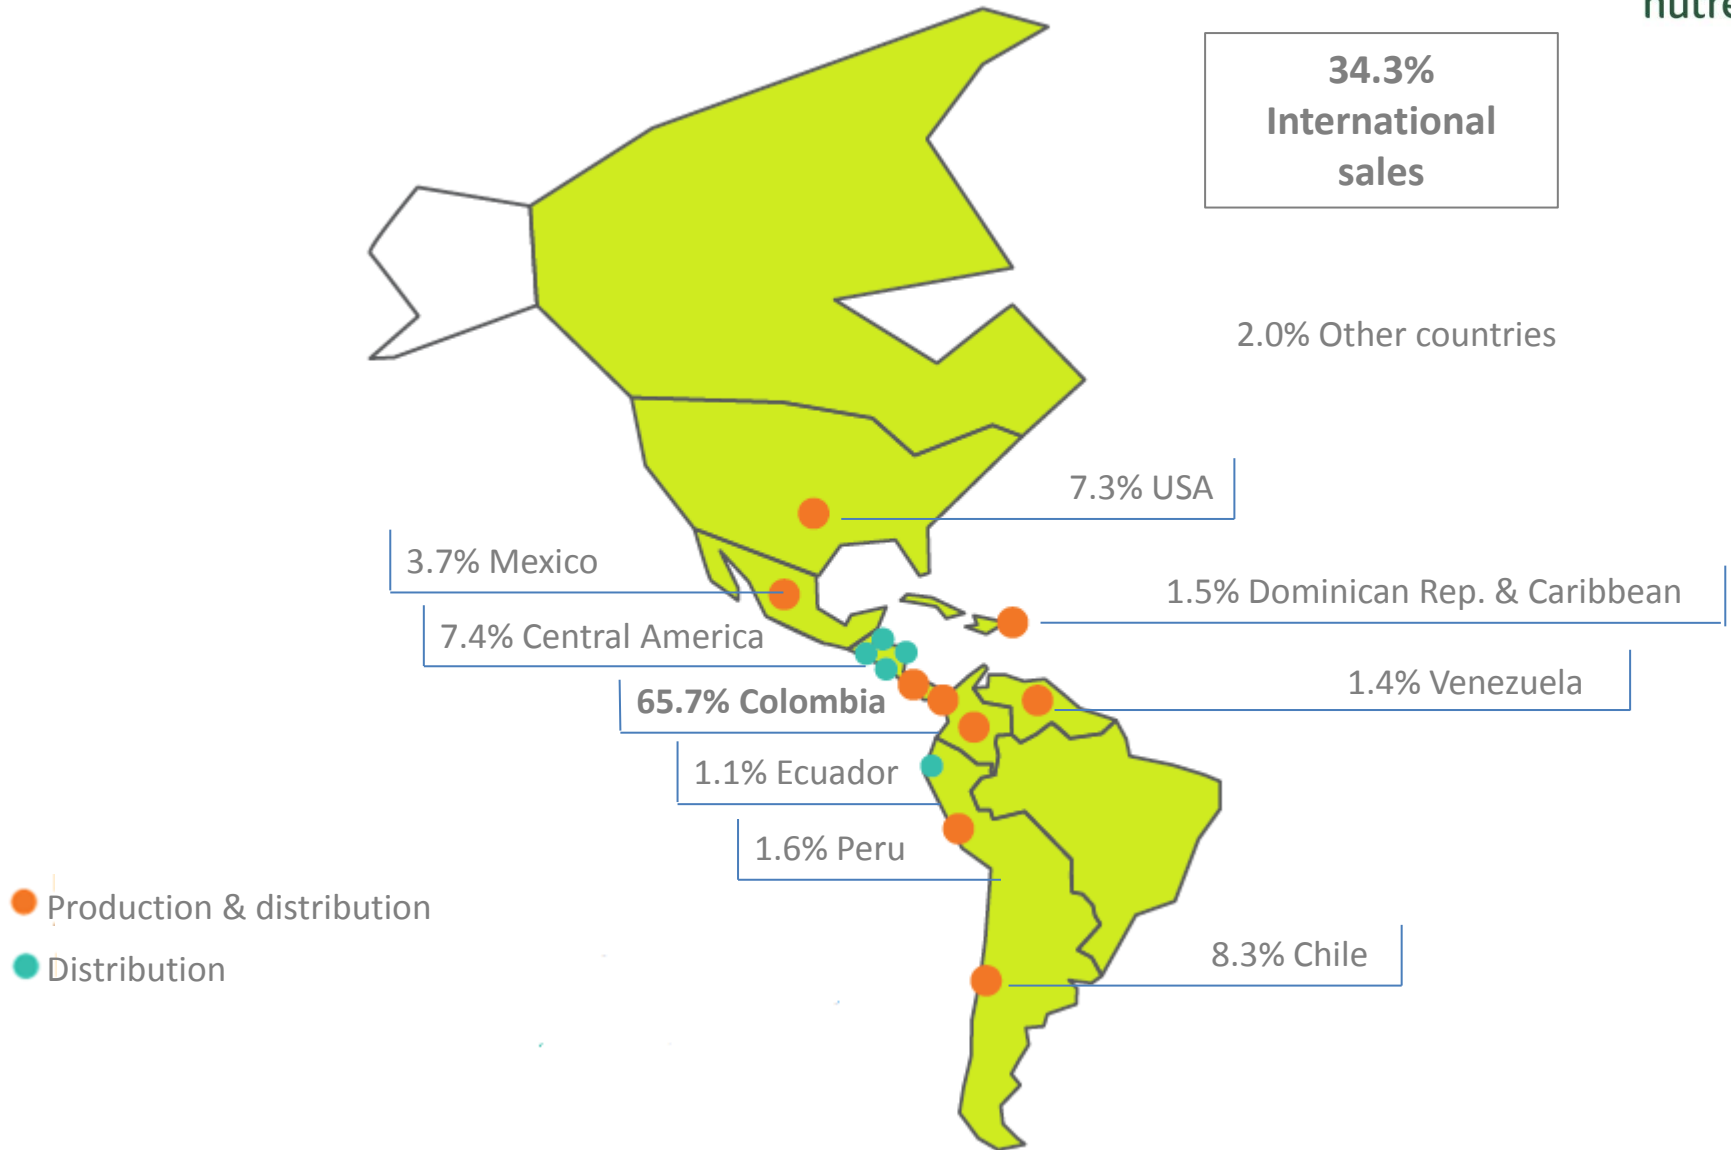 34.3%
International
sales
2.0% Other countries
7.3% USA
3.7% Mexico
1.5% Dominican Rep. & Caribbean
7.4% Central America
1.4% Venezuela
65.7% Colombia
1.1% Ecuador
1.6% Peru
Production & distribution
8.3% Chile
Distribution